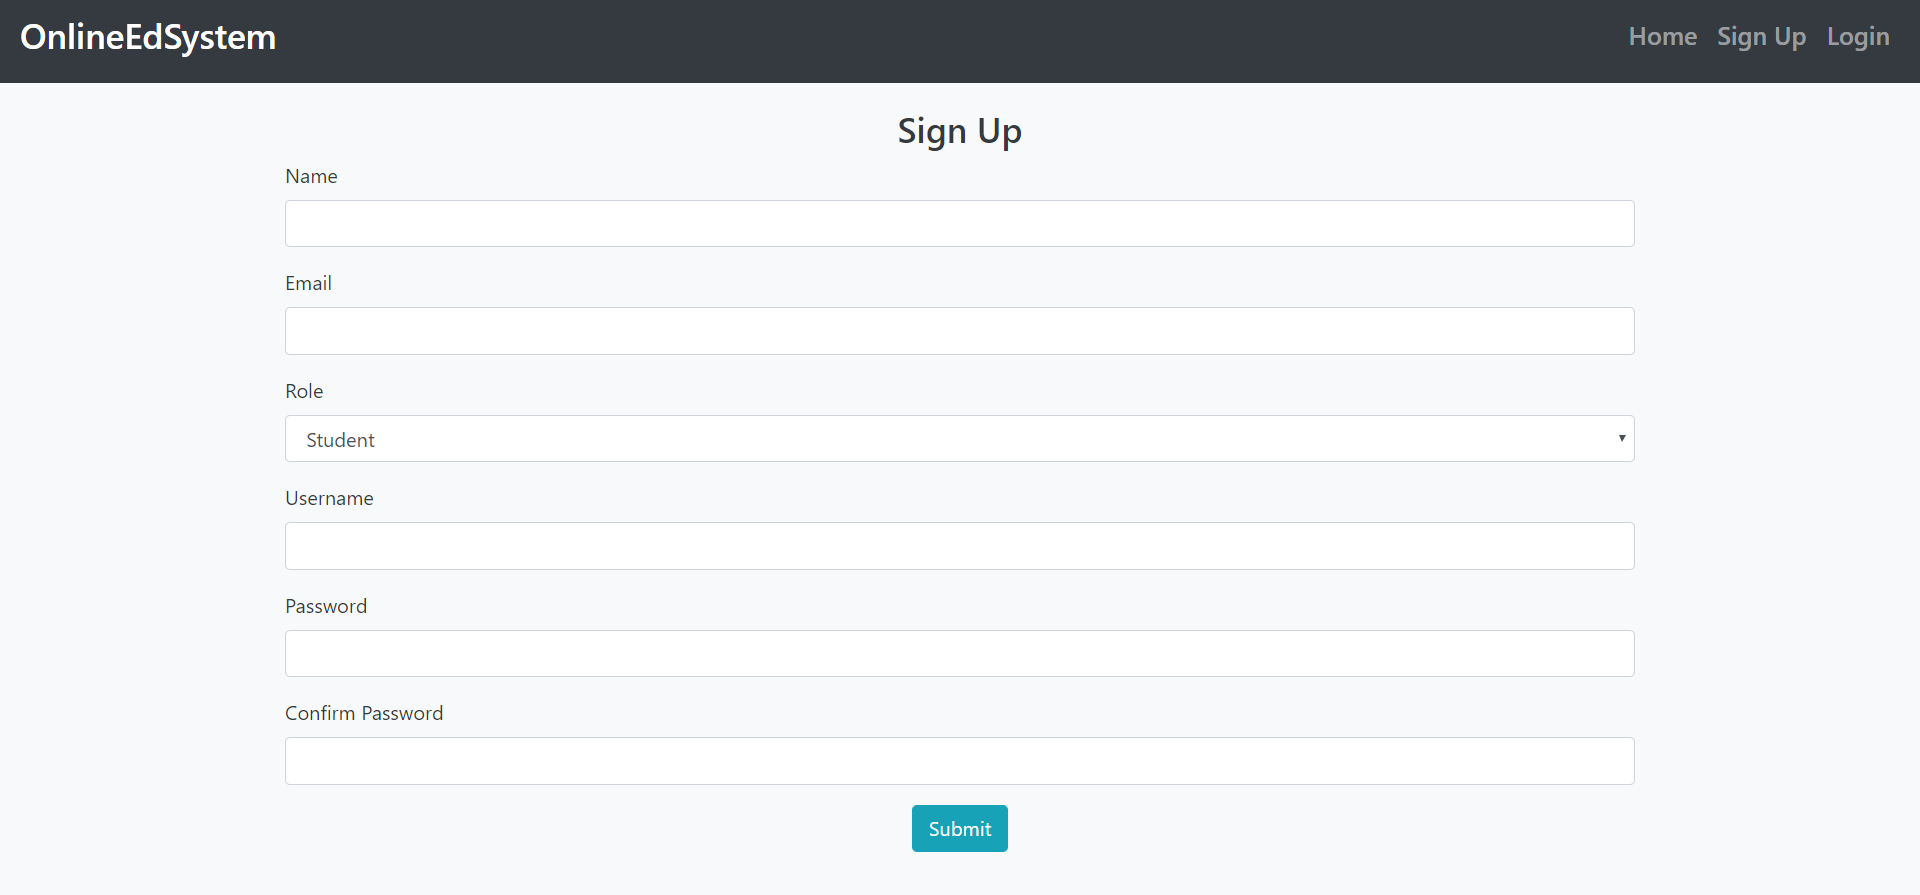 OnlineEdSystem Home Sign Up Login
Sign Up
Name
Email
Role
Student
Username
Password
Confirm Password
Submit